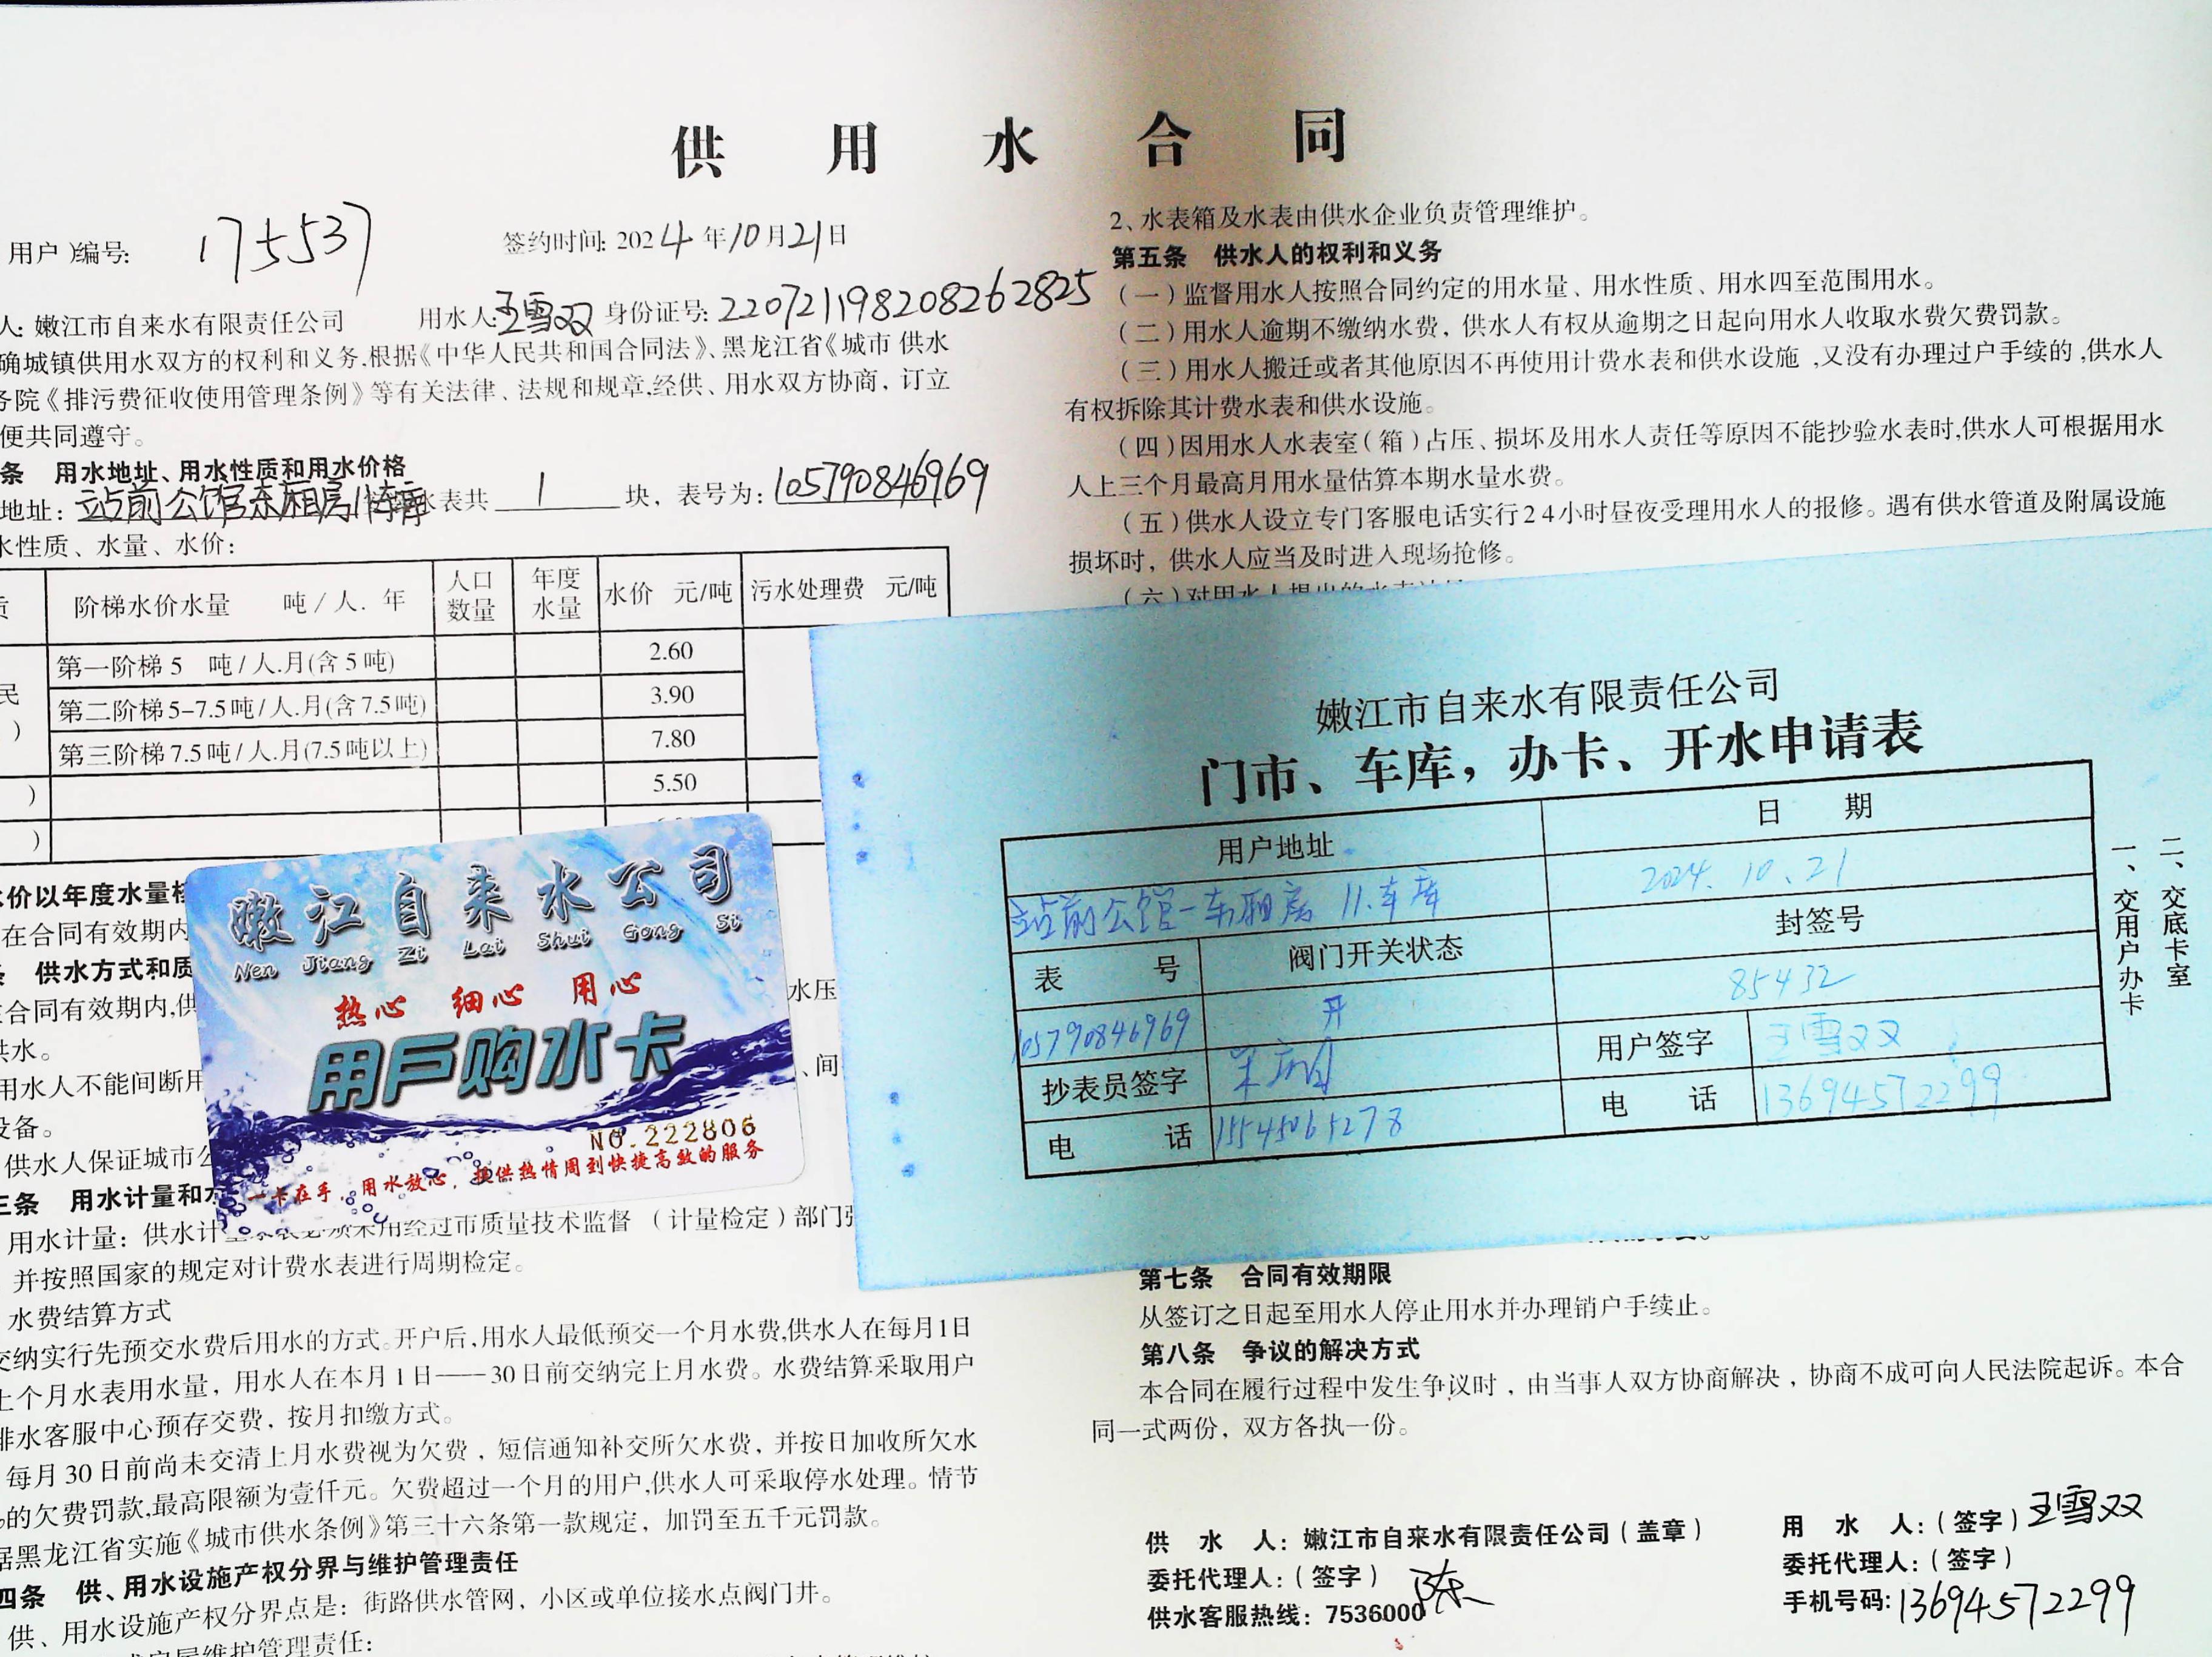 供用水合同
用户)编号: 175537
签约时间: 2024年10月21日
人: 嫩江市自来水有限责任公司 用水人: 王雪双 身份证号: 220721198208262825
确城镇供用水双方的权利和义务,根据《中华人民共和国合同法》、黑龙江省《城市供水
务院《排污费征收使用管理条例》等有关法律、法规和规章,经供、用水双方协商，订立
便共同遵守。
条 用水地址、用水性质和用水价格
地址: 站前公馆东厢房11车库 水表共 1 块，表号为: 105790846969
水性质、水量、水价:
质 阶梯水价水量 吨/人.年 人口数量 年度水量 水价 元/吨 污水处理费 元/吨
民 第一阶梯 5 吨/人.月(含5吨) 2.60
第二阶梯5-7.5吨/人.月(含7.5吨) 3.90
) 第三阶梯7.5吨/人.月(7.5吨以上) 7.80
) 5.50
)
水价以年度水量
在合同有效期内
条 供水方式和质
在合同有效期内,供 水压
供水。
用水人不能间断用 、间
设备。
供水人保证城市公
三条 用水计量和
用水计量: 供水计 经过市质量技术监督（计量检定）部门
并按照国家的规定对计费水表进行周期检定。
水费结算方式
交纳实行先预交水费后用水的方式。开户后,用水人最低预交一个月水费,供水人在每月1日
上个月水表用水量，用水人在本月1日——30日前交纳完上月水费。水费结算采取用户
排水客服中心预存交费，按月扣缴方式。
每月30日前尚未交清上月水费视为欠费，短信通知补交所欠水费，并按日加收所欠水
的欠费罚款,最高限额为壹仟元。欠费超过一个月的用户,供水人可采取停水处理。情节
据黑龙江省实施《城市供水条例》第三十六条第一款规定，加罚至五千元罚款。
四条 供、用水设施产权分界与维护管理责任
供、用水设施产权分界点是: 街路供水管网，小区或单位接水点阀门井。
维护管理责任:
2、水表箱及水表由供水企业负责管理维护。
第五条 供水人的权利和义务
(一)监督用水人按照合同约定的用水量、用水性质、用水四至范围用水。
(二)用水人逾期不缴纳水费，供水人有权从逾期之日起向用水人收取水费欠费罚款。
(三)用水人搬迁或者其他原因不再使用计费水表和供水设施,又没有办理过户手续的,供水人
有权拆除其计费水表和供水设施。
(四)因用水人水表室(箱)占压、损坏及用水人责任等原因不能抄验水表时,供水人可根据用水
人上三个月最高月用水量估算本期水量水费。
(五)供水人设立专门客服电话实行24小时昼夜受理用水人的报修。遇有供水管道及附属设施
损坏时，供水人应当及时进入现场抢修。
(六)对用水人提出的水表
嫩江市自来水有限责任公司
门市、车库，办卡、开水申请表
用户地址 日期
站前公馆-东厢房 11.车库 2024.10.21
表号 阀门开关状态 封签号
105790846969 开 85432
抄表员签字 用户签字 王雪双
电话 15545065278 电话 13694572299
一、交用户办卡
二、交底卡室
嫩江自来水公司
Nen Jiang Zi Lai Shui Gong Si
热心 细心 用心
用户购水卡
NO.222806
一卡在手，用水放心，提供热情周到快捷高效的服务
第七条 合同有效期限
从签订之日起至用水人停止用水并办理销户手续止。
第八条 争议的解决方式
本合同在履行过程中发生争议时，由当事人双方协商解决，协商不成可向人民法院起诉。本合
同一式两份，双方各执一份。
供水人: 嫩江市自来水有限责任公司(盖章)
委托代理人:(签字)
供水客服热线: 7536000
用水人:(签字) 王雪双
委托代理人:(签字)
手机号码: 13694572299